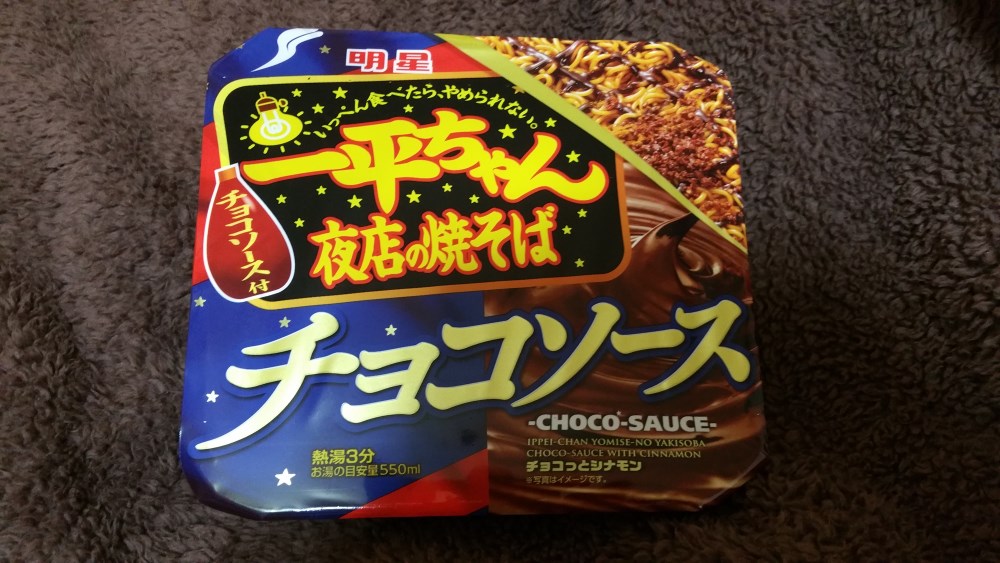 明星
いっぺん食べたら、やめられない。
一平ちゃん
夜店の焼そば
チョコソース付
チョコソース
-CHOCO-SAUCE-
IPPEI-CHAN YOMISE-NO YAKISOBA
CHOCO-SAUCE WITH CINNAMON
チョコっとシナモン
※写真はイメージです。
熱湯3分
お湯の目安量550ml